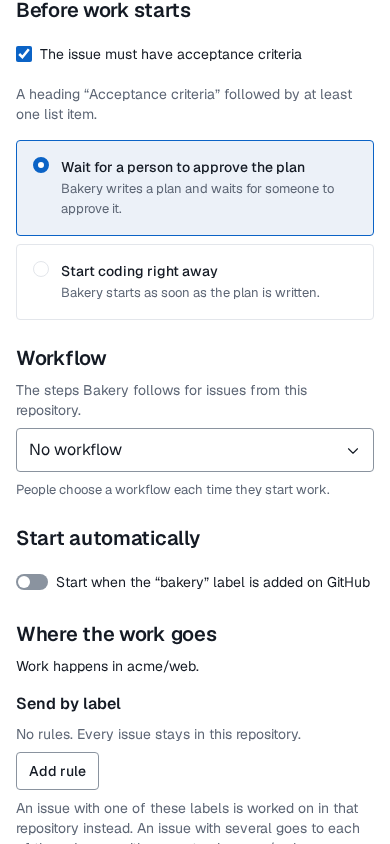 Before work starts
The issue must have acceptance criteria
A heading “Acceptance criteria” followed by at least
one list item.
Wait for a person to approve the plan
Bakery writes a plan and waits for someone to
approve it.
Start coding right away
Bakery starts as soon as the plan is written.
Workflow
The steps Bakery follows for issues from this
repository.
No workflow
People choose a workflow each time they start work.
Start automatically
Start when the “bakery” label is added on GitHub
Where the work goes
Work happens in acme/web.
Send by label
No rules. Every issue stays in this repository.
Add rule
An issue with one of these labels is worked on in that
repository instead. An issue with several goes to each